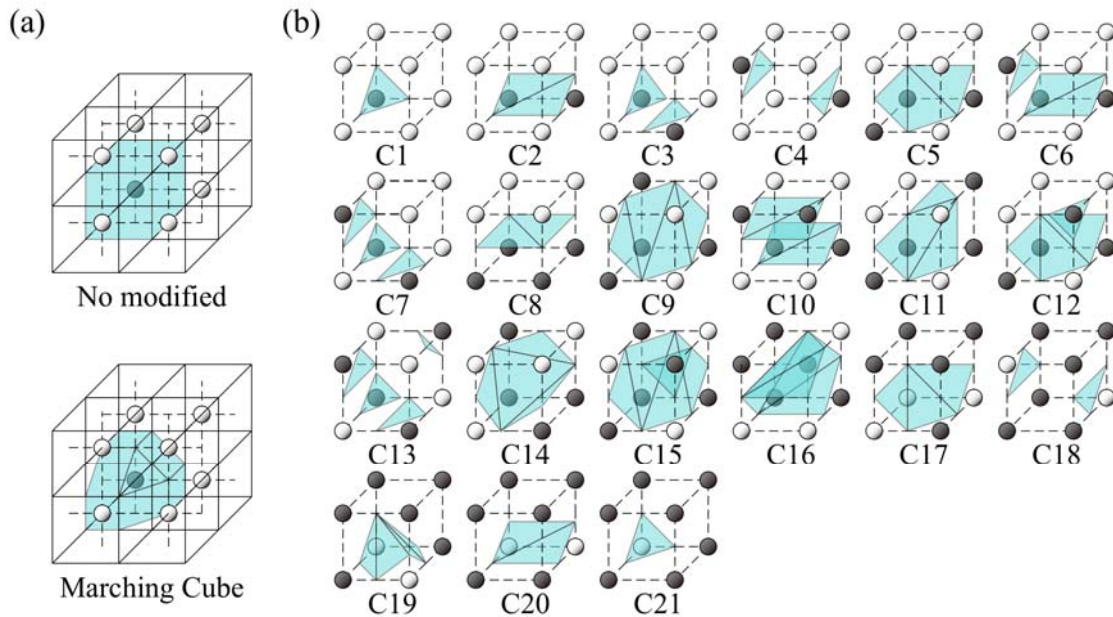 (a)
(b)
No modified
Marching Cube
C1 C2 C3 C4 C5 C6
C7 C8 C9 C10 C11 C12
C13 C14 C15 C16 C17 C18
C19 C20 C21